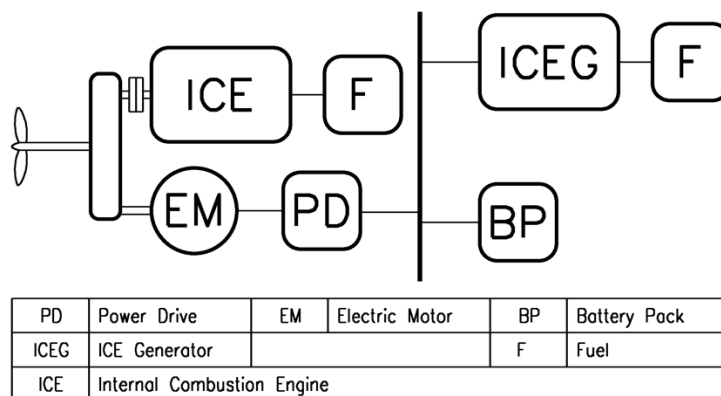 ICE F ICEG F
EM PD BP
PD Power Drive EM Electric Motor BP Battery Pack
ICEG ICE Generator F Fuel
ICE Internal Combustion Engine